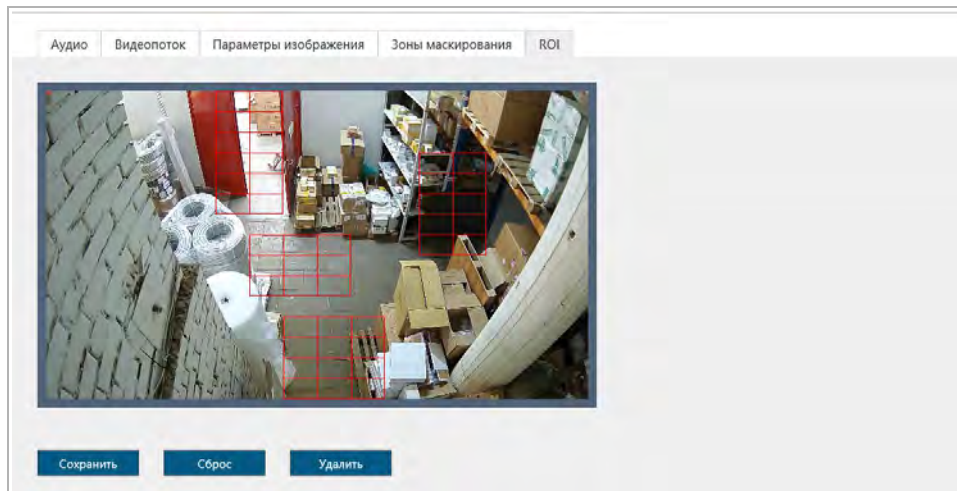 Аудио Видеопоток Параметры изображения Зоны маскирования ROI
Сохранить Сброс Удалить